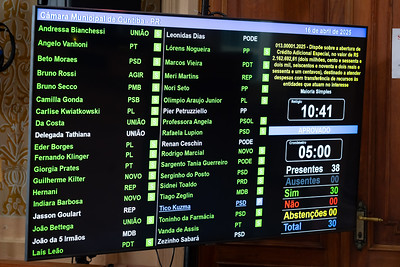 Câmara Municipal de Curitiba, PR
16 de abril de 2025
Andressa Bianchessi UNIÃO
Angelo Vanhoni PT
Beto Moraes PSD
Bruno Rossi AGIR
Bruno Secco PMB
Camilla Gonda PSB
Carlise Kwiatkowski PL
Da Costa UNIÃO
Delegada Tathiana UNIÃO
Eder Borges PL
Fernando Klinger PL
Giorgia Prates PT
Guilherme Kilter NOVO
Hernani REP
Indiara Barbosa NOVO
Jasson Goulart REP
João Bettega UNIÃO
João da 5 Irmãos MDB
Laís Leão PDT
Leonidas Dias PODE
Lórens Nogueira PP
Marcos Vieira PDT
Meri Martins REP
Nori Seto PP
Olimpio Araujo Junior PL
Pier Petruzziello PP
Professora Angela PSOL
Rafaela Lupion PSD
Renan Ceschin PODE
Rodrigo Marcial NOVO
Sargento Tania Guerreiro PODE
Serginho do Posto PSD
Sidnei Toaldo PRD
Tiago Zeglin MDB
Tico Kuzma PSD
Toninho da Farmácia PSD
Vanda de Assis PT
Zezinho Sabará PSD
013.00001.2025 - Dispõe sobre a abertura de
Crédito Adicional Especial, no valor de R$
2.162.692,61 (dois milhões, cento e sessenta e
dois mil, seiscentos e noventa e dois reais e
sessenta e um centavos), destinado a atender
despesas com transferência de recursos às
entidades que atuam no interesse
Maioria Simples
Relógio
10:41
APROVADO
Cronômetro
05:00
Presentes 38
Ausentes 00
Sim 30
Não 00
Abstenções 00
Total 30